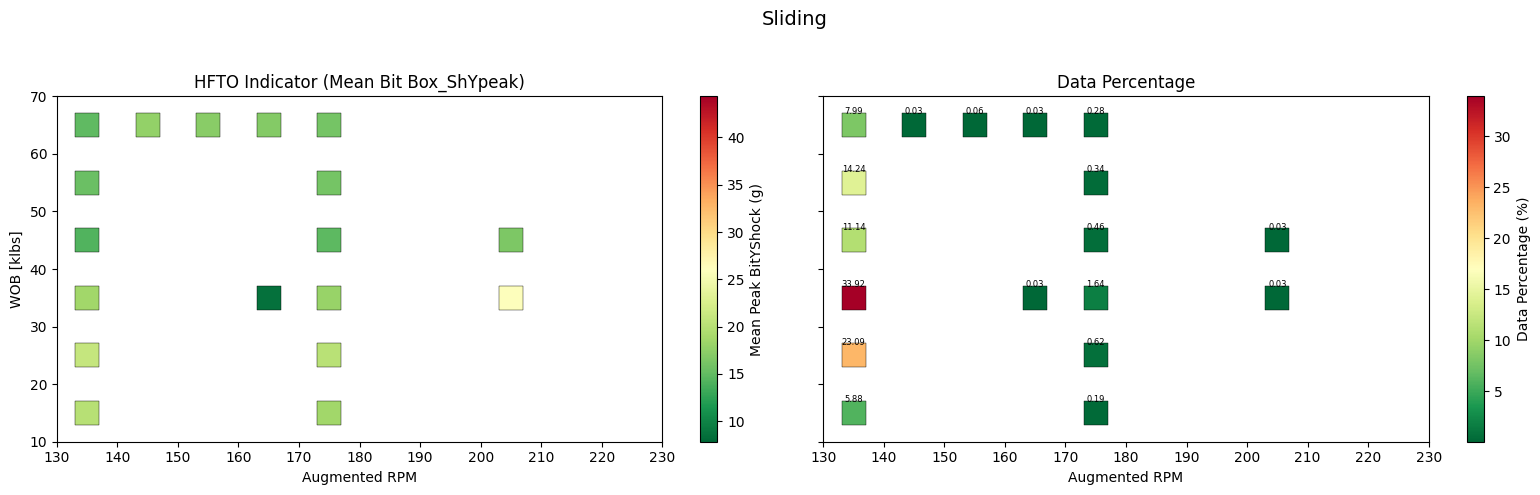 Sliding
HFTO Indicator (Mean Bit Box_ShYpeak)
70
60
50
40
30
20
10
WOB [klbs]
130 140 150 160 170 180 190 200 210 220 230
Augmented RPM
40
35
30
25
20
15
10
Mean Peak BitYShock (g)
Data Percentage
7.99 0.03 0.06 0.03 0.28
14.24 0.34
11.14 0.46 0.03
33.92 0.03 1.64 0.03
23.09 0.62
5.88 0.19
130 140 150 160 170 180 190 200 210 220 230
Augmented RPM
30
25
20
15
10
5
Data Percentage (%)